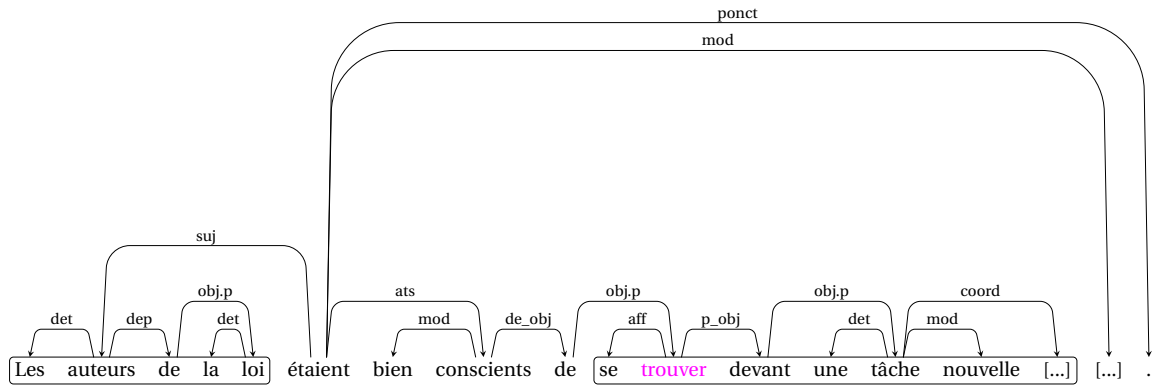 ponct
mod
suj
obj.p ats obj.p obj.p coord
det dep det mod de_obj aff p_obj det mod
Les auteurs de la loi étaient bien conscients de se trouver devant une tâche nouvelle [...] [...] .